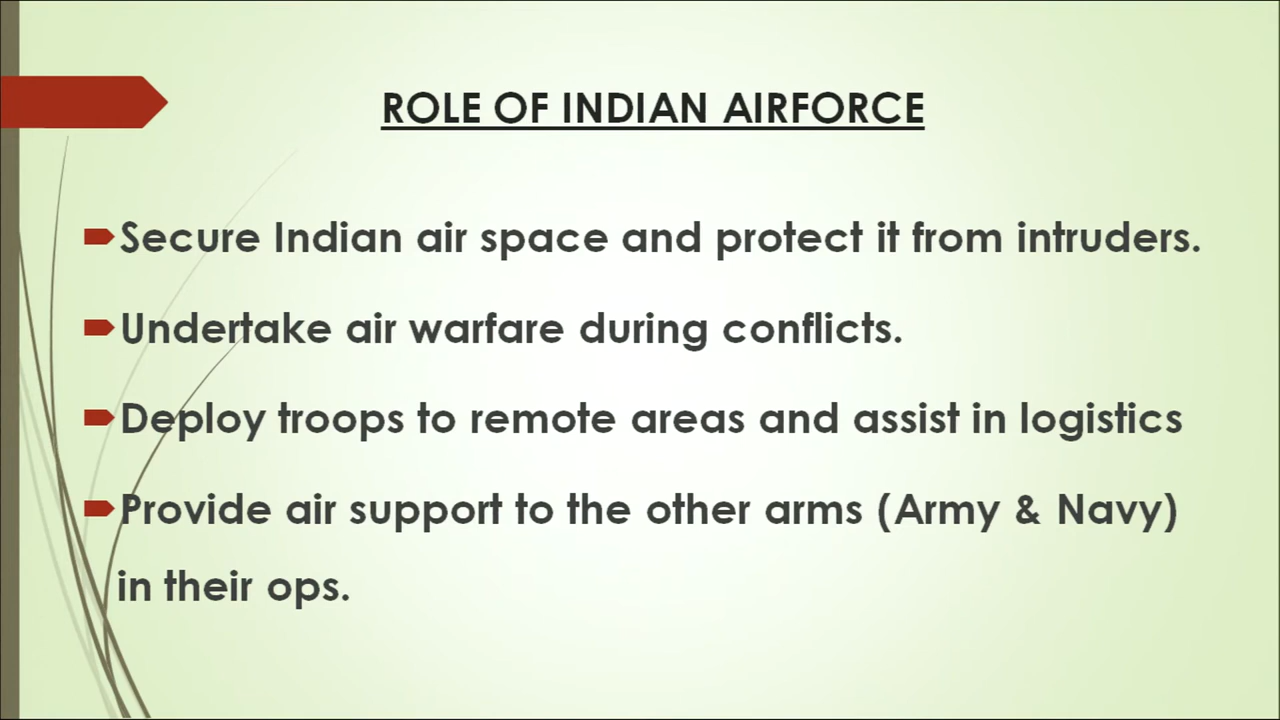 ROLE OF INDIAN AIRFORCE
Secure Indian air space and protect it from intruders.
Undertake air warfare during conflicts.
Deploy troops to remote areas and assist in logistics
Provide air support to the other arms (Army & Navy)
in their ops.